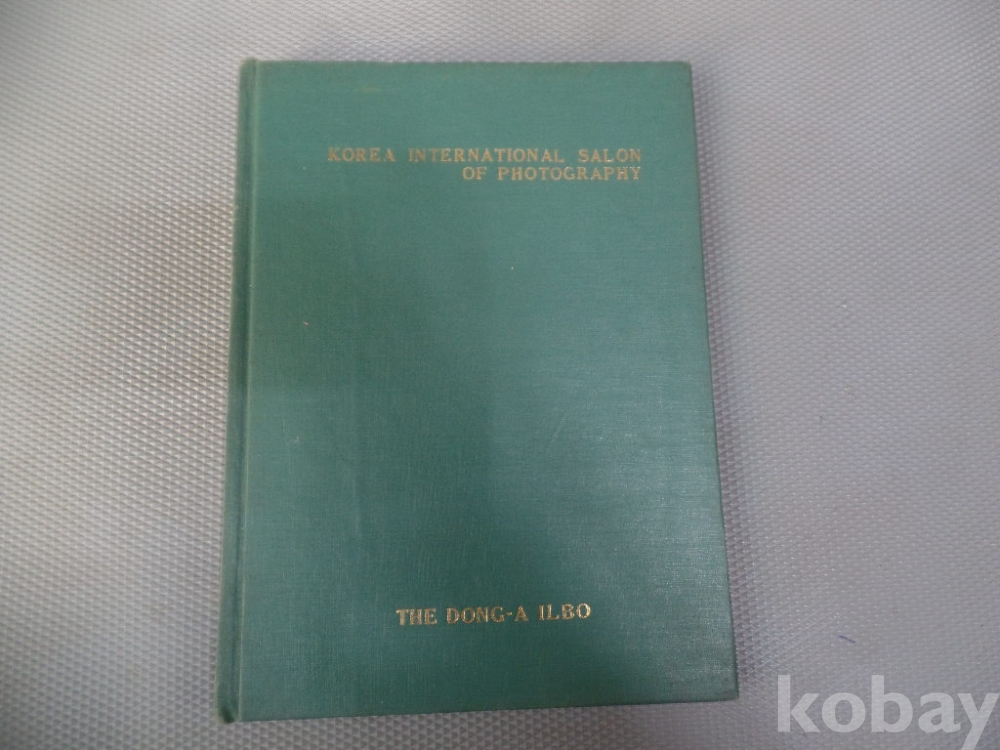 KOREA INTERNATIONAL SALON
OF PHOTOGRAPHY
THE DONG-A ILBO
kobay